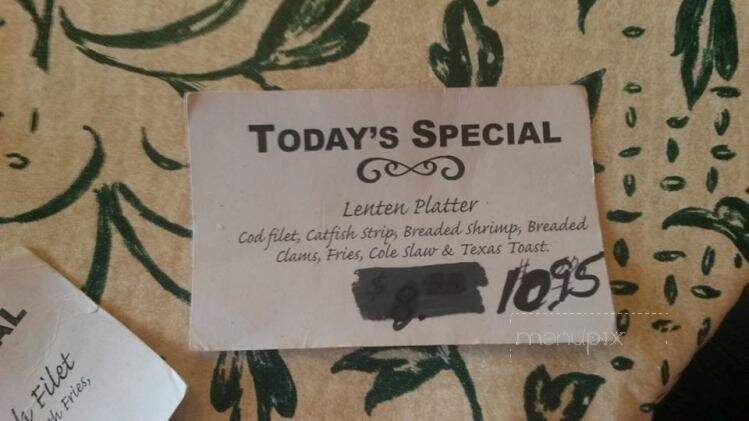 TODAY'S SPECIAL
Lenten Platter
Cod filet, Catfish Strip, Breaded Shrimp, Breaded
Clams, Fries, Cole Slaw & Texas Toast.
1095
AL
Filet
th Fries,
menupix